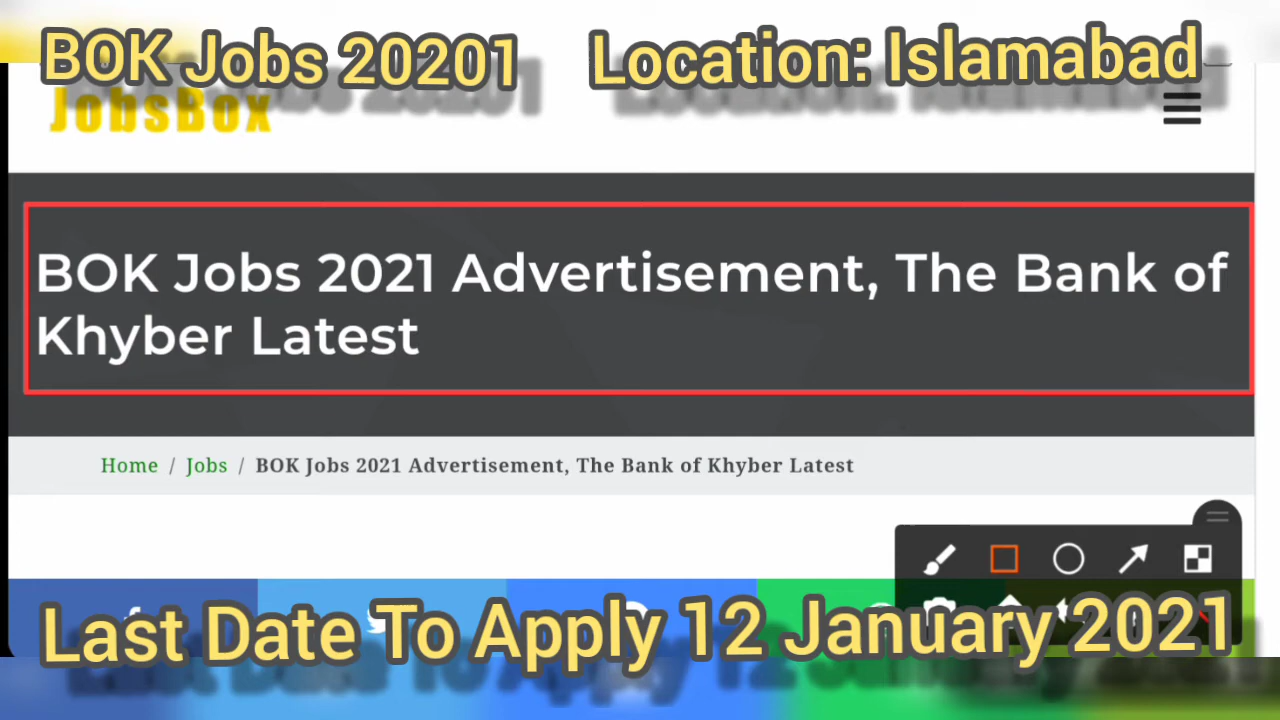 BOK Jobs 20201 Location: Islamabad
JobsBox
BOK Jobs 2021 Advertisement, The Bank of
Khyber Latest
Home / Jobs / BOK Jobs 2021 Advertisement, The Bank of Khyber Latest
Last Date To Apply 12 January 2021